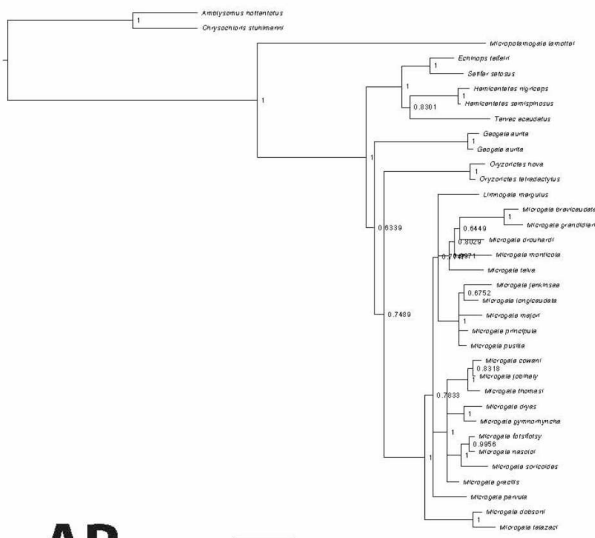 Amblysomus hottentotus
1
Chrysochloris stuhlmanni
Micropotamogale lamottei
Echinops telfairi
1
Setifer setosus
1
Hemicentetes nigriceps
1
Hemicentetes semispinosus
0.8301
Tenrec ecaudatus
1
Geogale aurita
1
Geogale aurita
1
Oryzorictes hova
1
Oryzorictes tetradactylus
Limnogale mergulus
Microgale brevicaudata
1
Microgale grandidieri
0.6449
0.6339
Microgale drouhardi
0.8029
Microgale monticola
Microgale taiva
Microgale jenkinsae
0.6752
Microgale longicaudata
0.7489
Microgale majori
1
Microgale principula
Microgale pusilla
Microgale cowani
0.8318
Microgale jobihely
1
Microgale thomasi
0.7833
Microgale dryas
1
Microgale gymnorhyncha
1
Microgale fotsifotsy
0.9956
Microgale nasoloi
1
1
Microgale soricoides
Microgale gracilis
Microgale parvula
Microgale dobsoni
1
Microgale talazaci